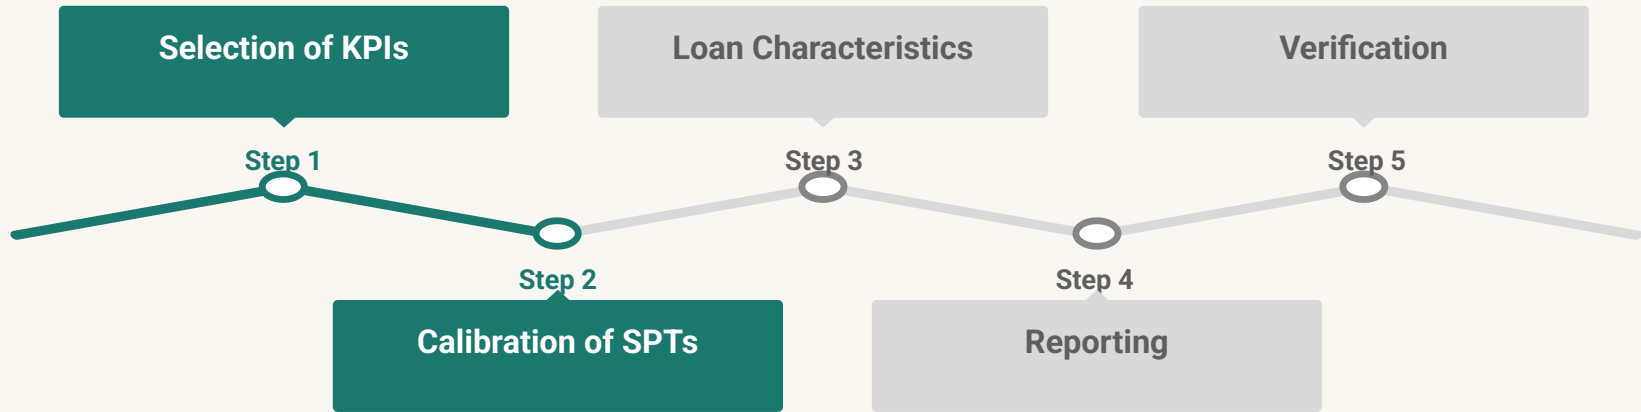 Selection of KPIs
Loan Characteristics
Verification
Step 1
Step 3
Step 5
Step 2
Step 4
Calibration of SPTs
Reporting